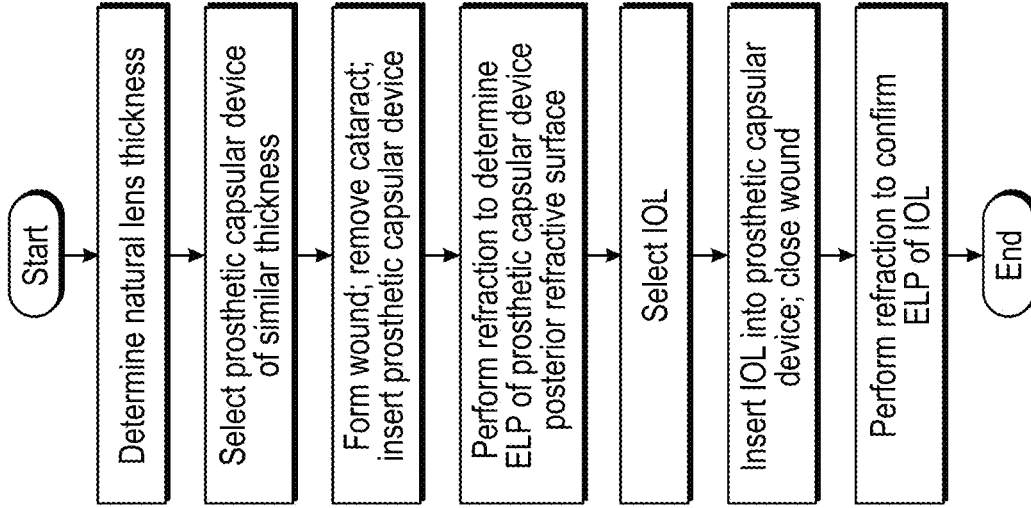 Start
Determine natural lens thickness
Select prosthetic capsular device
of similar thickness
Form wound; remove cataract;
insert prosthetic capsular device
Perform refraction to determine
ELP of prosthetic capsular device
posterior refractive surface
Select IOL
Insert IOL into prosthetic capsular
device; close wound
Perform refraction to confirm
ELP of IOL
End